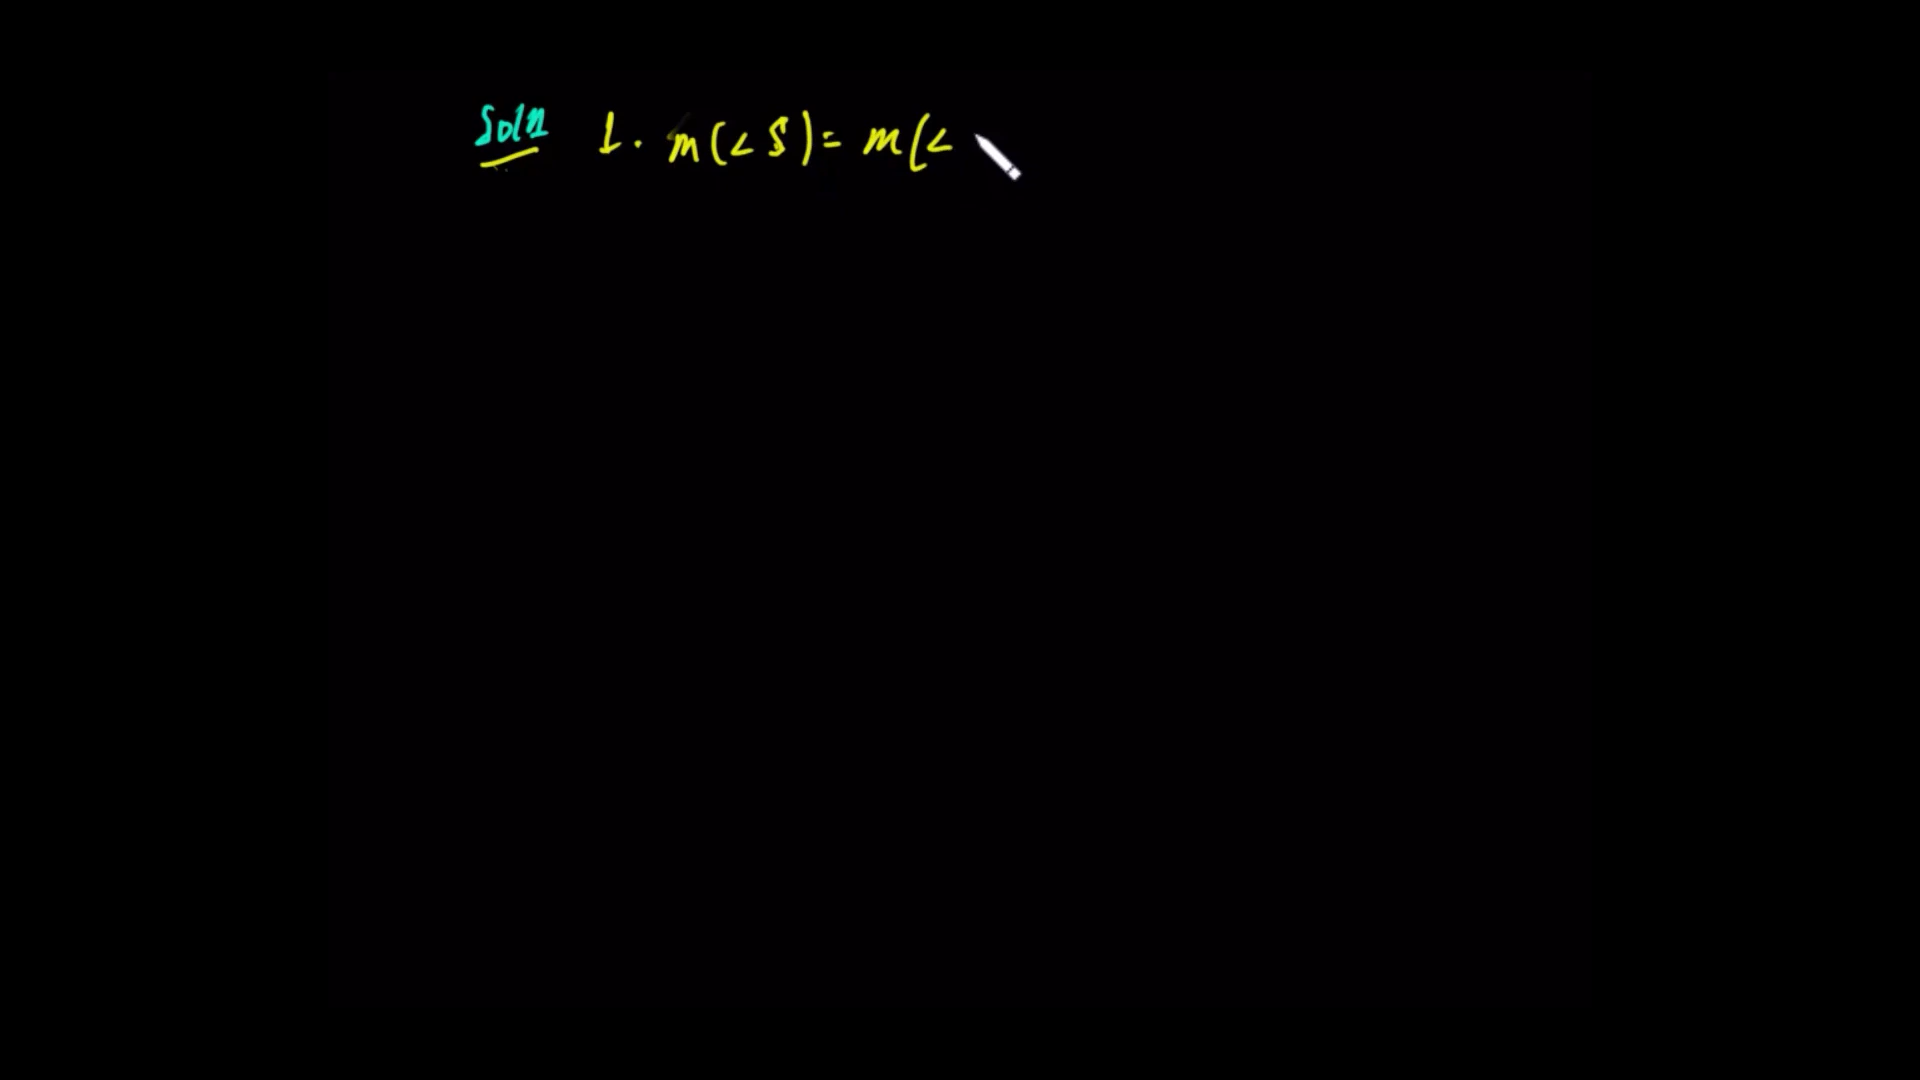 Soln 1. m(∠S) = m(∠